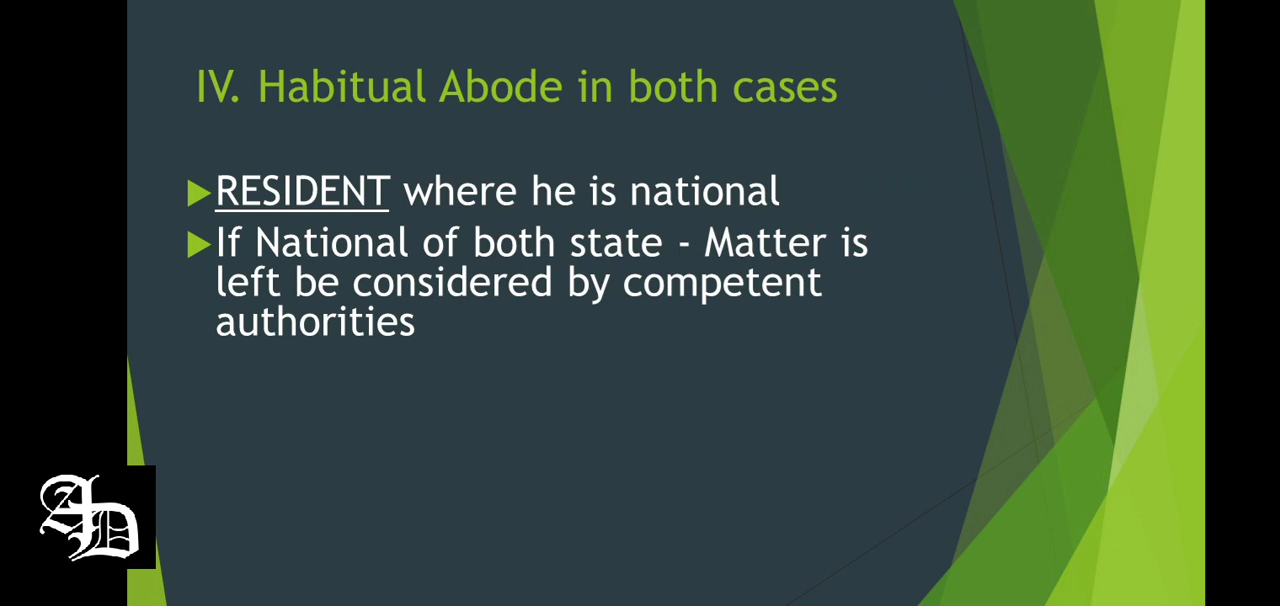 IV. Habitual Abode in both cases
RESIDENT where he is national
If National of both state - Matter is
left be considered by competent
authorities
AD